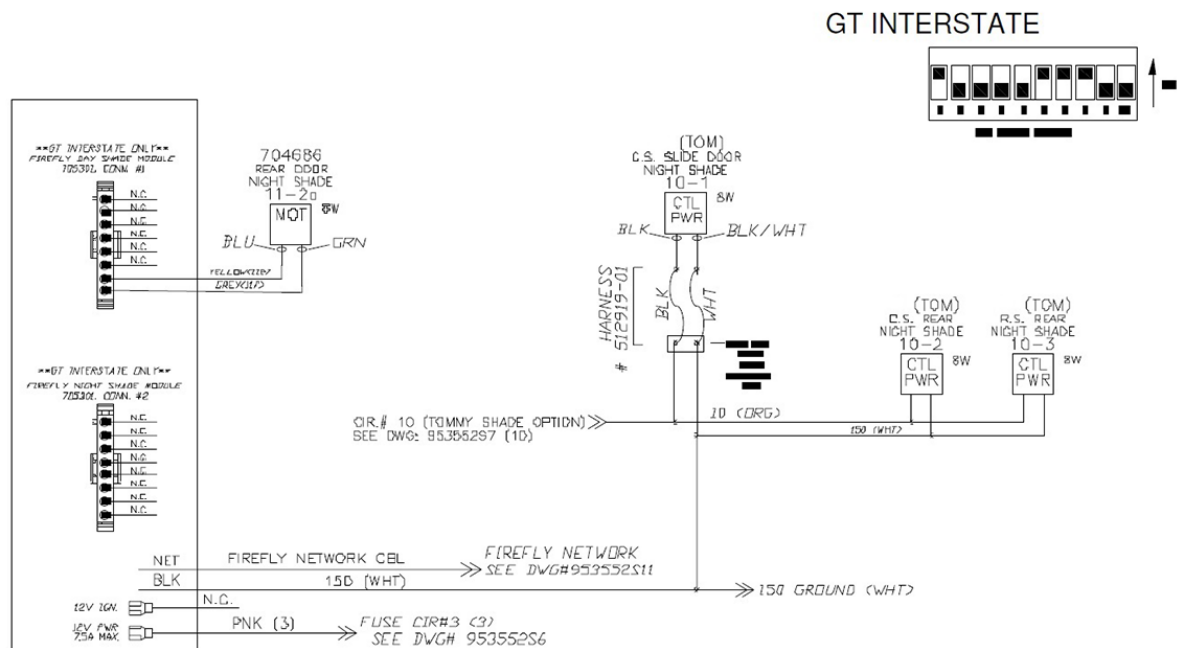 GT INTERSTATE
**GT INTERSTATE ONLY**
FIREFLY DAY SHADE MODULE
CONN. #1
N.C.
N.C.
N.C.
N.C.
N.C.
N.C.
704686
REAR DOOR
NIGHT SHADE
11-2a
MOT
8W
BLU
GRN
(TOM)
C.S. SLIDE DOOR
NIGHT SHADE
10-1
CTL
PWR
8W
BLK
BLK/WHT
HARNESS
512919-01
BLK
WHT
*
(TOM)
C.S. REAR
NIGHT SHADE
10-2
CTL
PWR
8W
(TOM)
R.S. REAR
NIGHT SHADE
10-3
CTL
PWR
8W
**GT INTERSTATE ONLY**
FIREFLY NIGHT SHADE MODULE
CONN. #2
N.C.
N.C.
N.C.
N.C.
N.C.
N.C.
N.C.
N.C.
CIR.# 10 (TOMMY SHADE OPTION)
SEE DWG: 95355297 (10)
10 (ORG)
150 (WHT)
NET
FIREFLY NETWORK CBL
FIREFLY NETWORK
SEE DWG#953552S11
BLK
150 (WHT)
150 GROUND (WHT)
12V IGN.
N.C.
12V PWR
7.5A MAX.
PNK (3)
FUSE CIR#3 (3)
SEE DWG# 953552S6